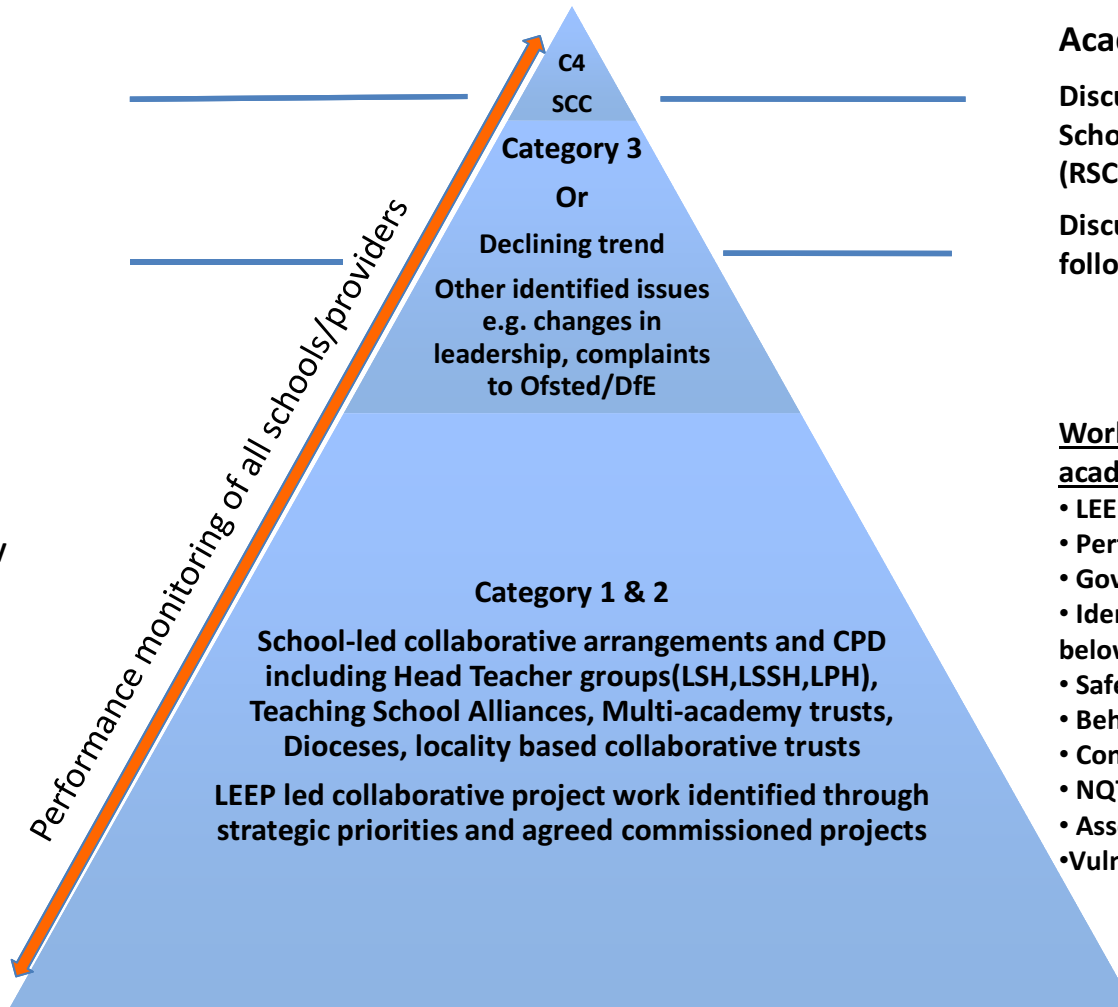 C4
SCC
Category 3
Or
Declining trend
Other identified issues
e.g. changes in
leadership, complaints
to Ofsted/DfE
Performance monitoring of all schools/providers
Category 1 & 2
School-led collaborative arrangements and CPD
including Head Teacher groups(LSH,LSSH,LPH),
Teaching School Alliances, Multi-academy trusts,
Dioceses, locality based collaborative trusts
LEEP led collaborative project work identified through
strategic priorities and agreed commissioned projects
(RSC
• LEE